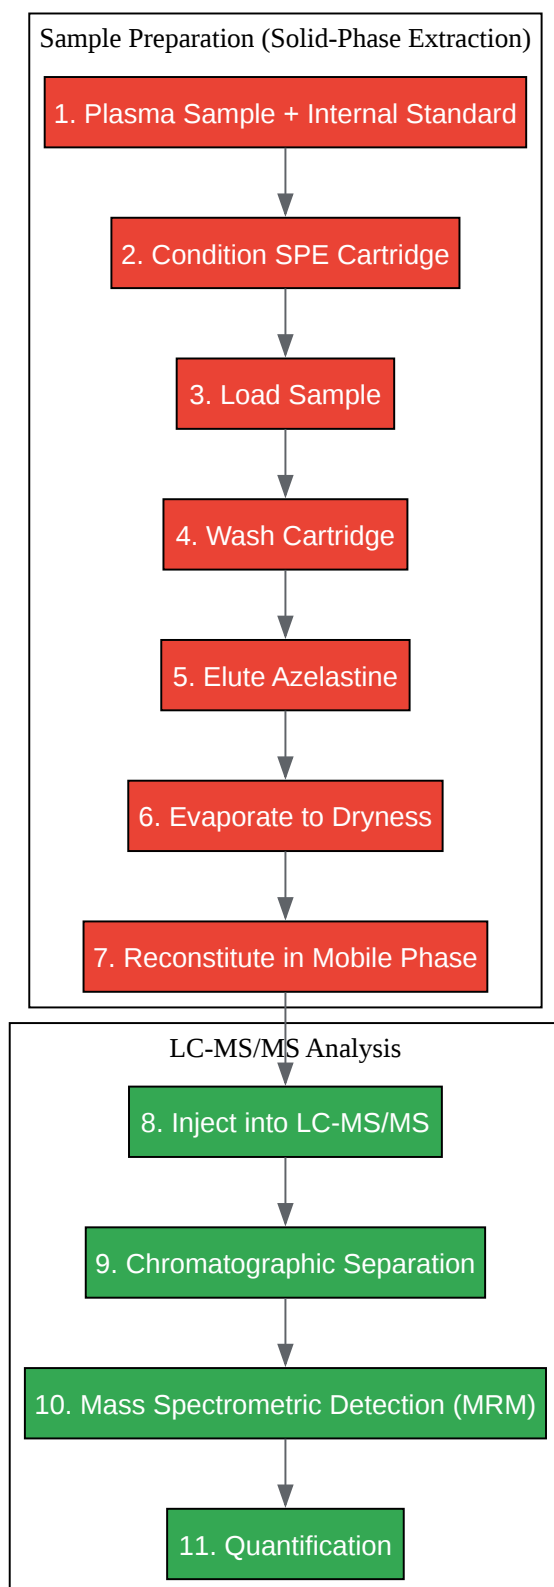 Sample Preparation (Solid-Phase Extraction)
1. Plasma Sample + Internal Standard
2. Condition SPE Cartridge
3. Load Sample
4. Wash Cartridge
5. Elute Azelastine
6. Evaporate to Dryness
7. Reconstitute in Mobile Phase
LC-MS/MS Analysis
8. Inject into LC-MS/MS
9. Chromatographic Separation
10. Mass Spectrometric Detection (MRM)
11. Quantification